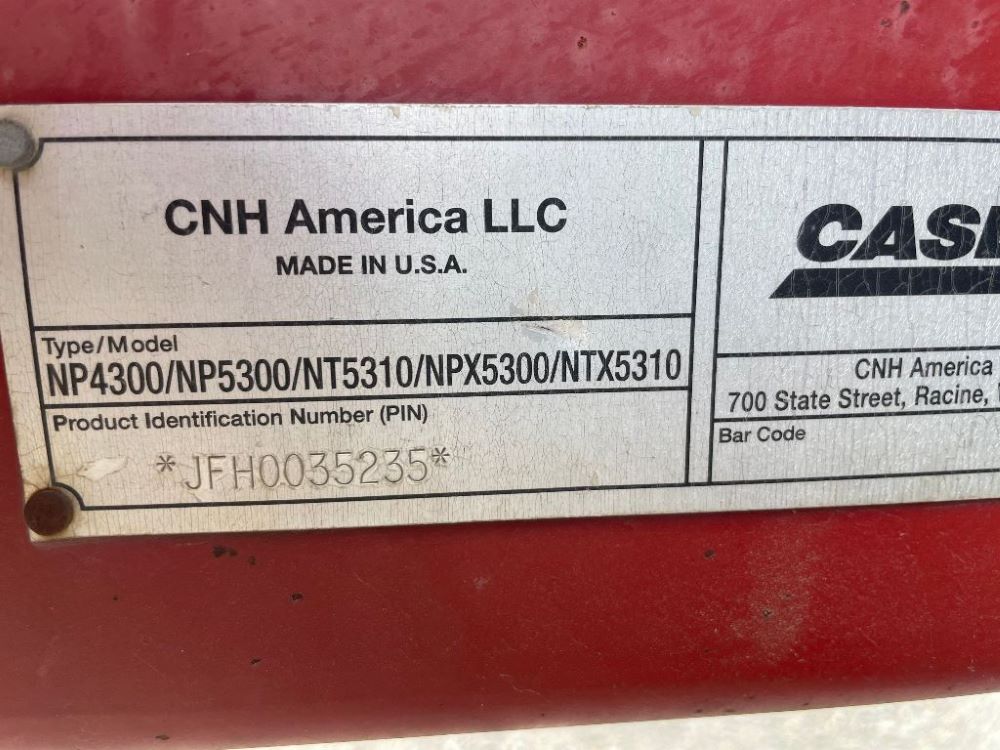 CNH America LLC
MADE IN U.S.A.
Type/Model
NP4300/NP5300/NT5310/NPX5300/NTX5310
Product Identification Number (PIN)
*JFH0035235*
CASE
CNH America
700 State Street, Racine,
Bar Code